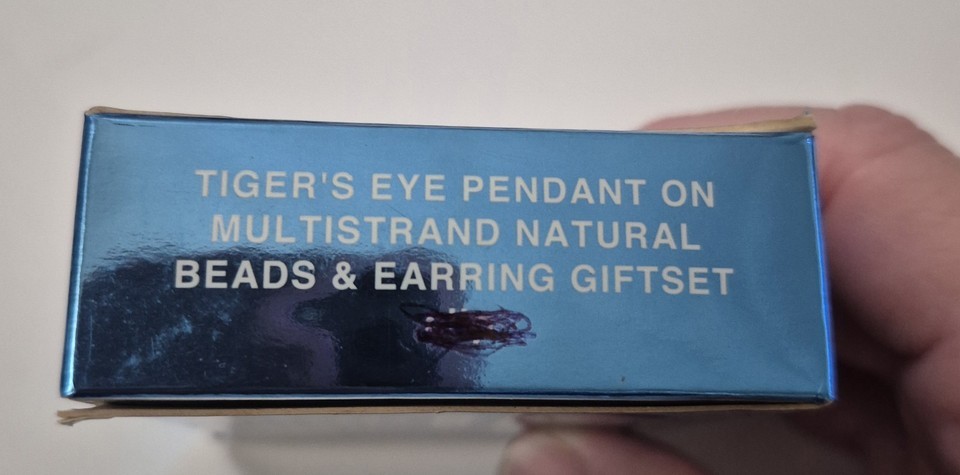 TIGER'S EYE PENDANT ON
MULTISTRAND NATURAL
BEADS & EARRING GIFTSET